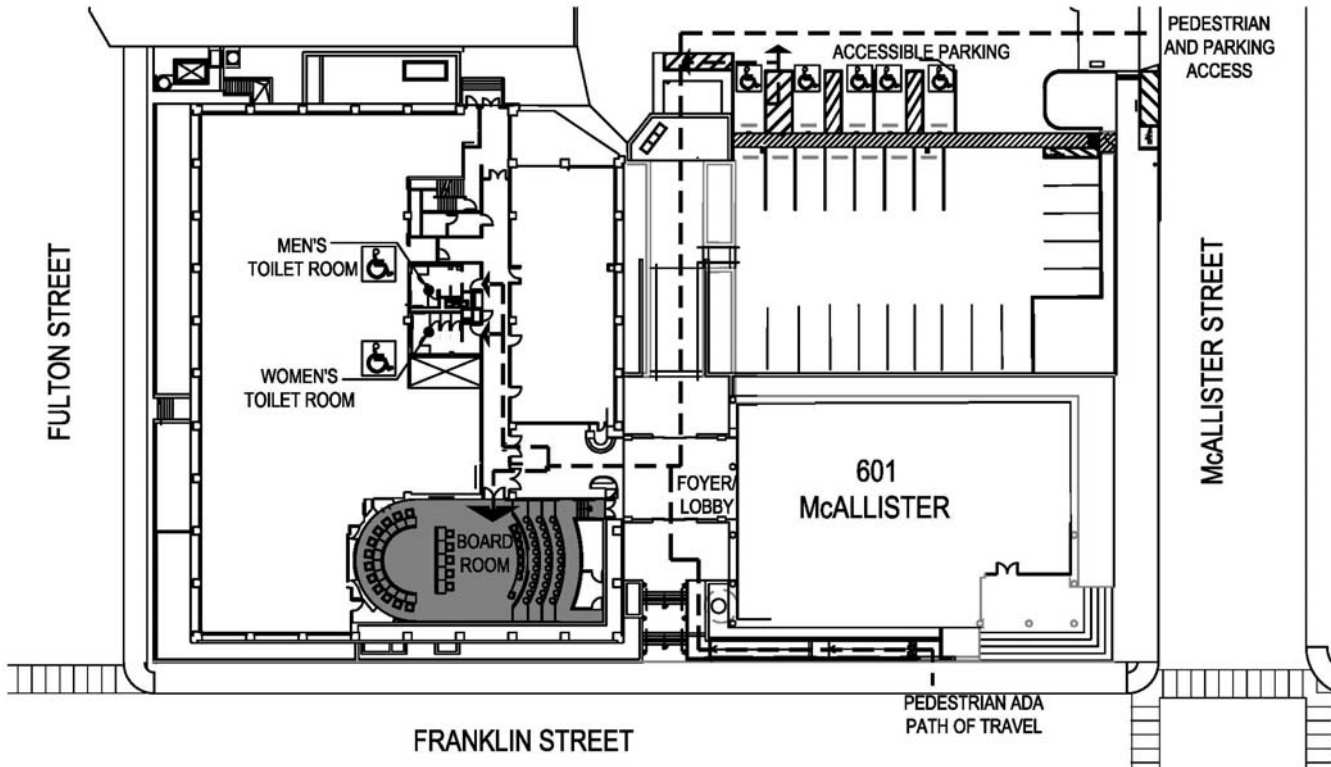 PEDESTRIAN
AND PARKING
ACCESS
ACCESSIBLE PARKING
MEN'S
TOILET ROOM
WOMEN'S
TOILET ROOM
FULTON STREET
McALLISTER STREET
FOYER/
LOBBY
601
McALLISTER
BOARD
ROOM
PEDESTRIAN ADA
PATH OF TRAVEL
FRANKLIN STREET